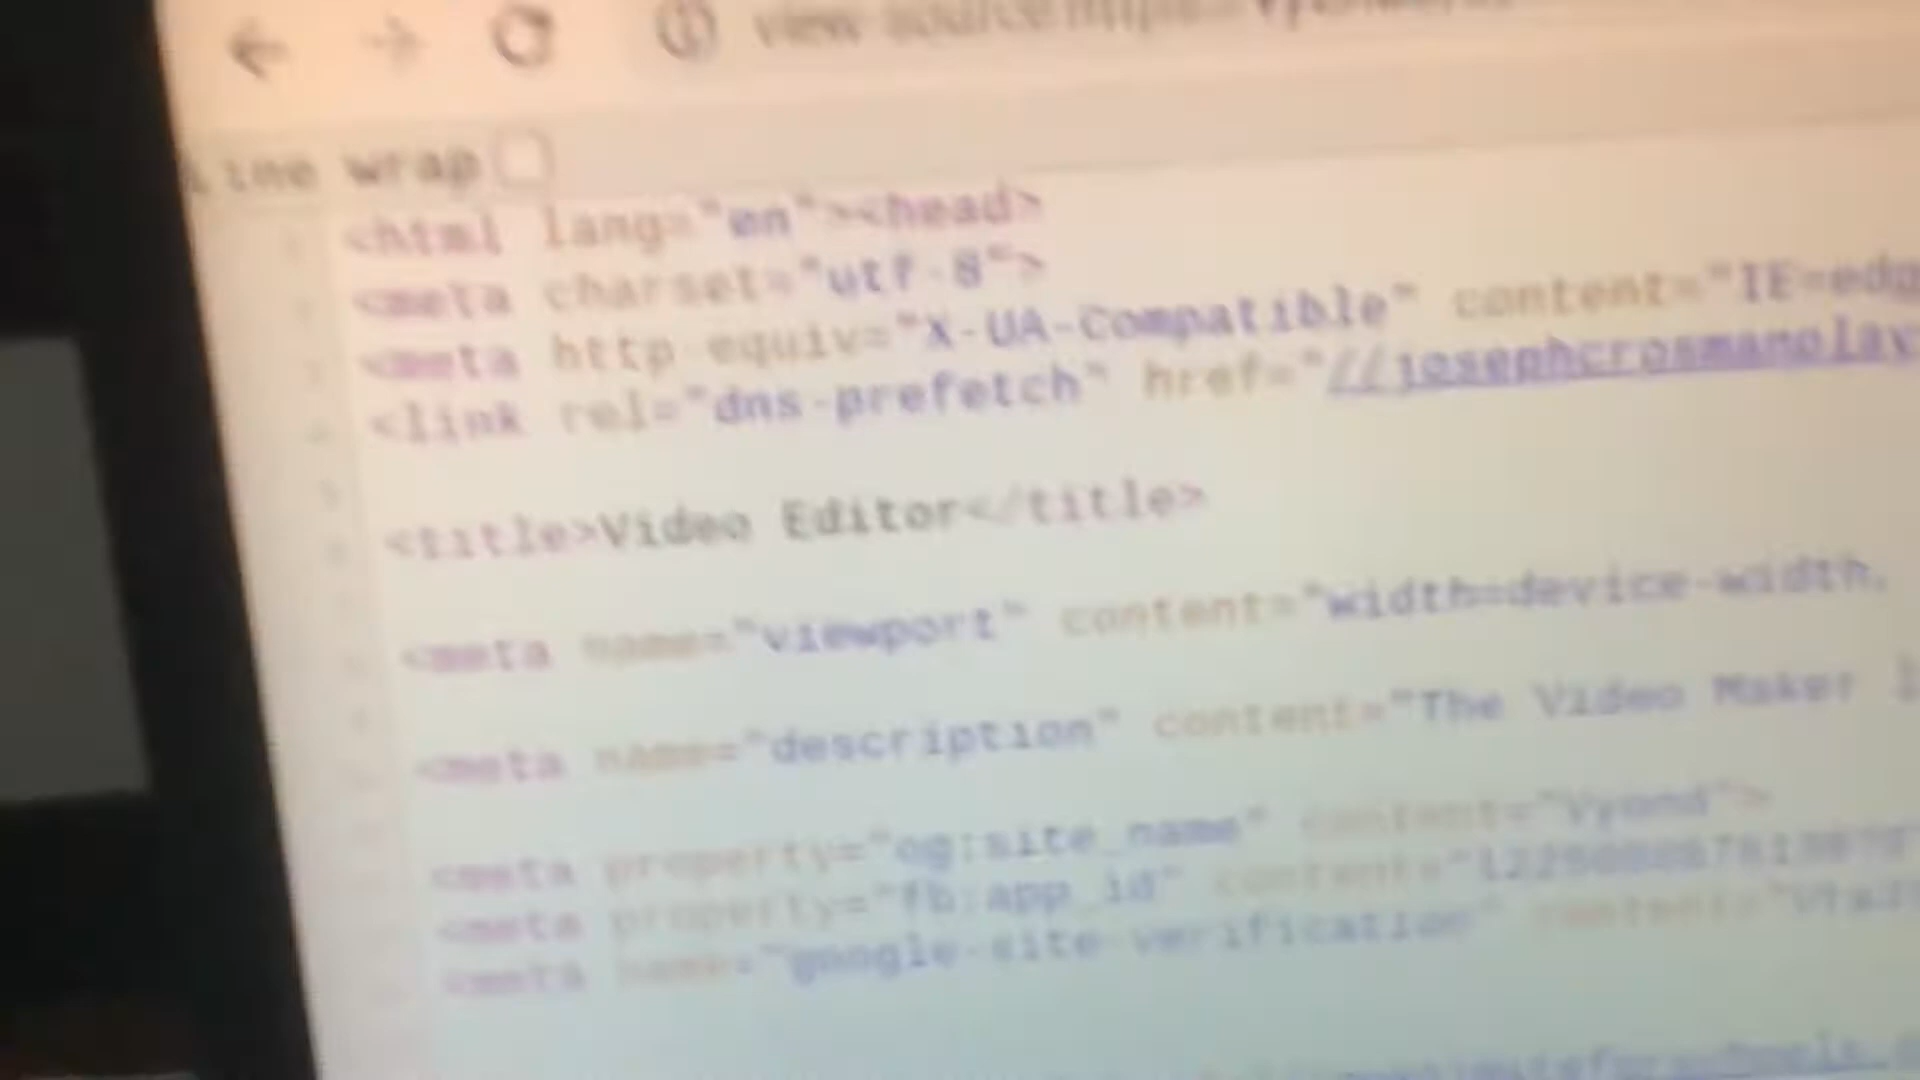 view-source:https
Line wrap
<html lang="en"><head>
<meta charset="utf-8">
<meta http-equiv="X-UA-Compatible" content="IE=edg
<link rel="dns-prefetch" href="//josephcrosmanplay
<title>Video Editor</title>
<meta name="viewport" content="width=device-width,
<meta name="description" content="The Video Maker
<meta property="og:site_name" content="Vyond">
<meta property="fb:app_id" content="
<meta name="google-site-verification" content="